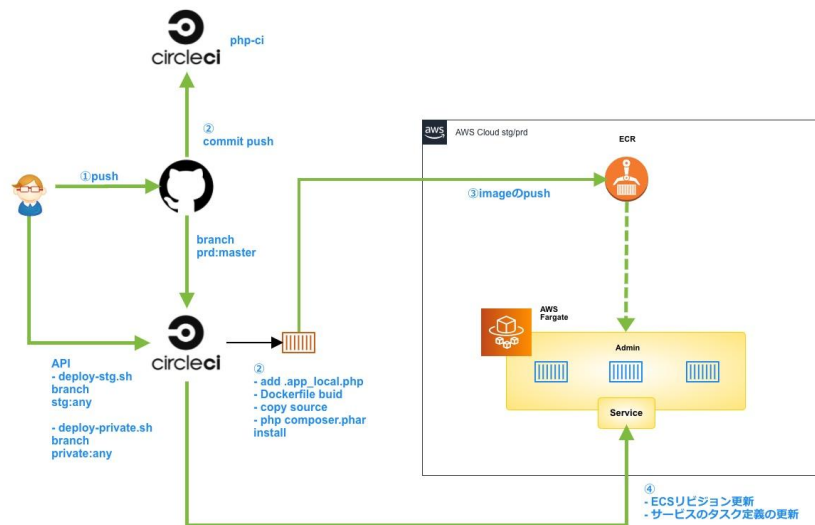 circleci
php-ci
②
commit push
①push
branch
prd:master
circleci
API
- deploy-stg.sh
branch
stg:any
- deploy-private.sh
branch
private:any
②
- add .app_local.php
- Dockerfile buid
- copy source
- php composer.phar
install
aws
AWS Cloud stg/prd
ECR
③imageのpush
AWS
Fargate
Admin
Service
④
- ECSリビジョン更新
- サービスのタスク定義の更新